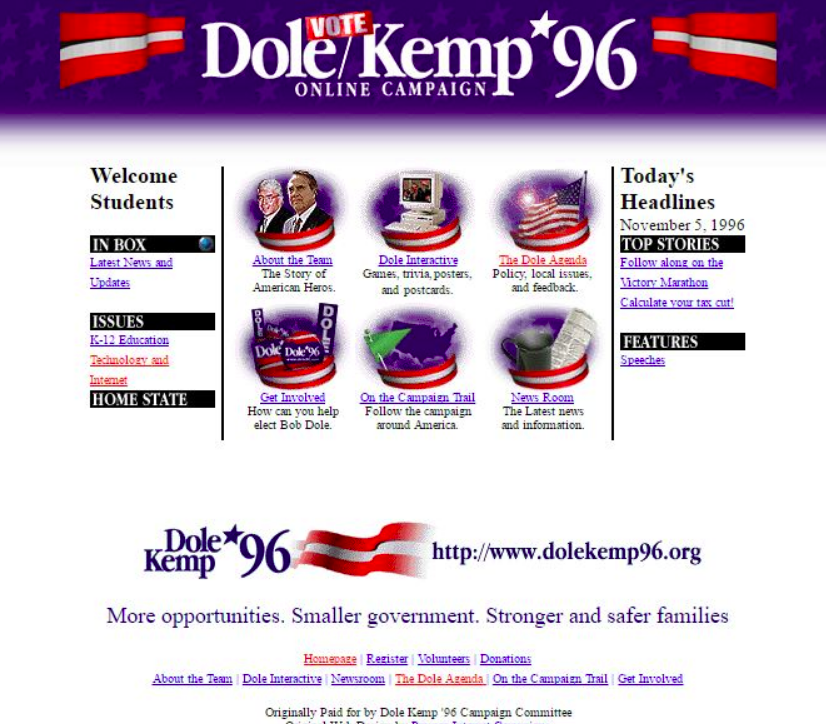 VOTE
Dole/Kemp★96
ONLINE CAMPAIGN
Welcome
Students
IN BOX
Latest News and
Updates
ISSUES
K-12 Education
Technology and
Internet
HOME STATE
About the Team
The Story of
American Heros.
Dole Interactive
Games, trivia, posters,
and postcards.
The Dole Agenda
Policy, local issues,
and feedback.
DOLE
DOLE
Dole★96
Get Involved
How can you help
elect Bob Dole.
On the Campaign Trail
Follow the campaign
around America.
News Room
The Latest news
and information.
Today's
Headlines
November 5, 1996
TOP STORIES
Follow along on the
Victory Marathon
Calculate your tax cut!
FEATURES
Speeches
Dole
Kemp★96
http://www.dolekemp96.org
More opportunities. Smaller government. Stronger and safer families
Homepage | Register | Volunteers | Donations
About the Team | Dole Interactive | Newsroom | The Dole Agenda | On the Campaign Trail | Get Involved
Originally Paid for by Dole Kemp '96 Campaign Committee